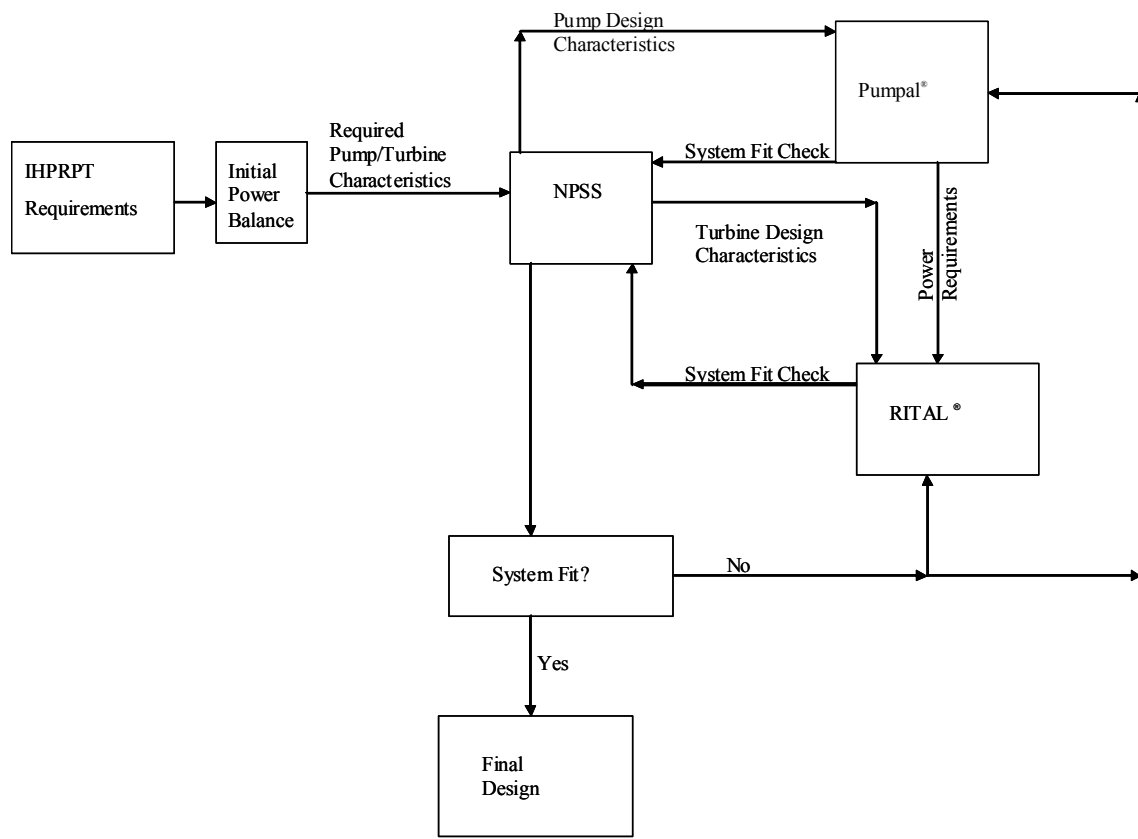 Pump Design
Characteristics
Pumpal®
IHPRPT
Requirements
Initial
Power
Balance
Required
Pump/Turbine
Characteristics
NPSS
System Fit Check
Turbine Design
Characteristics
Power
Requirements
System Fit Check
RITAL ®
System Fit?
No
Yes
Final
Design